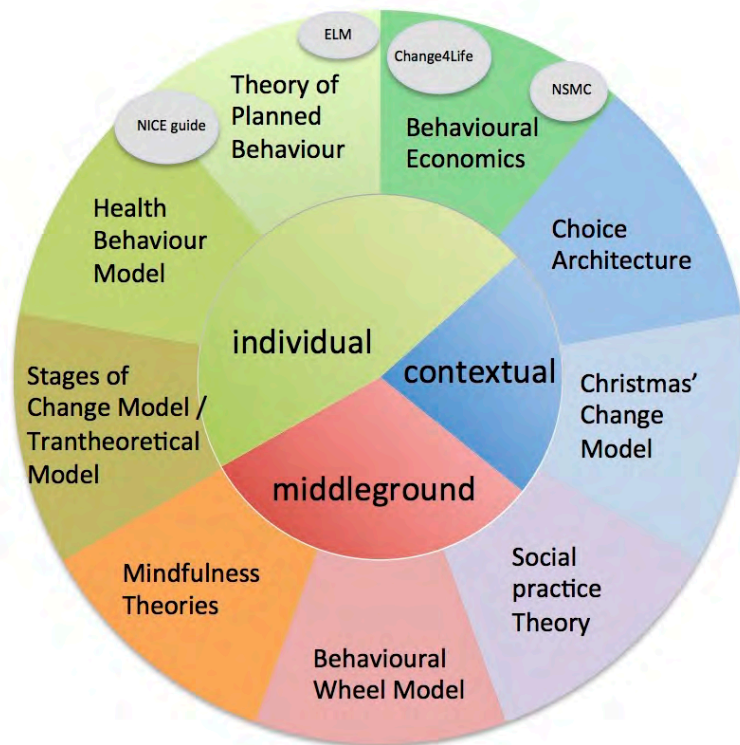 ELM
Change4Life
NSMC
NICE guide
Theory of
Planned
Behaviour
Behavioural
Economics
Health
Behaviour
Model
Choice
Architecture
individual
contextual
middleground
Stages of
Change Model /
Trantheoretical
Model
Christmas’
Change
Model
Mindfulness
Theories
Social
practice
Theory
Behavioural
Wheel Model